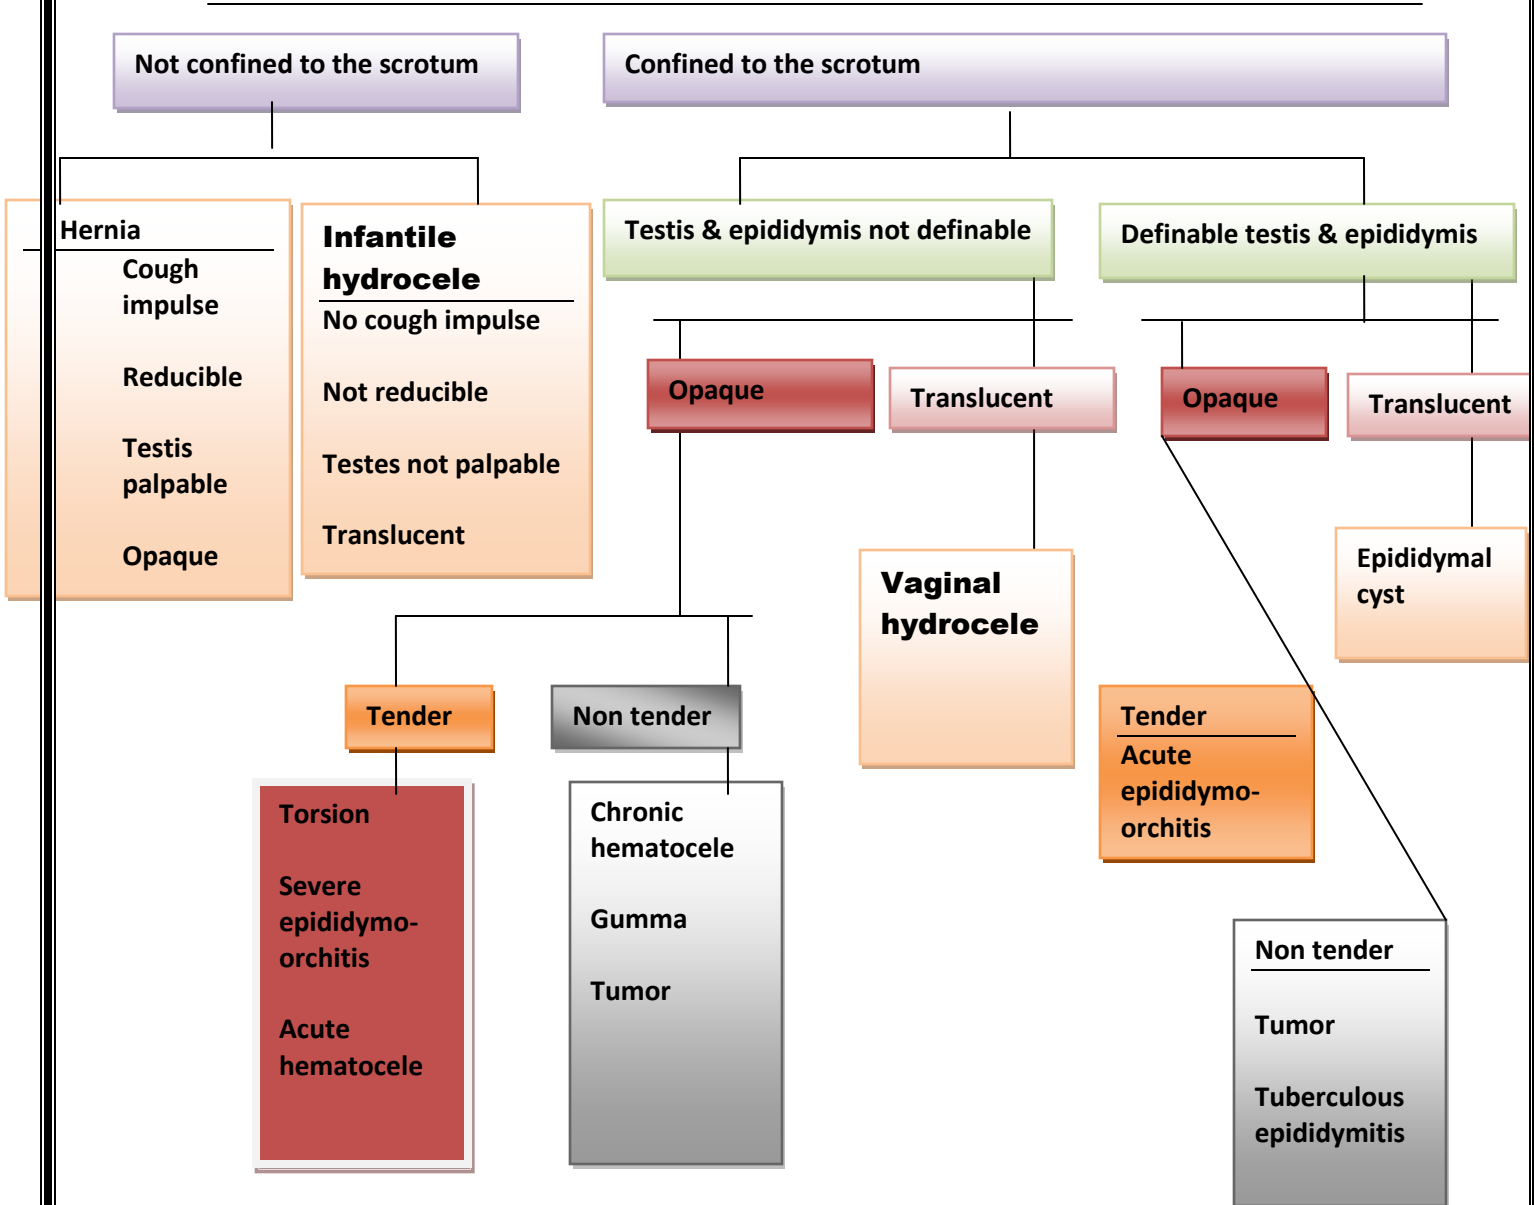 Not confined to the scrotum
Confined to the scrotum
Hernia
Cough
impulse
Reducible
Testis
palpable
Opaque
Infantile
hydrocele
No cough impulse
Not reducible
Testes not palpable
Translucent
Testis & epididymis not definable
Definable testis & epididymis
Opaque
Translucent
Opaque
Translucent
Vaginal
hydrocele
Epididymal
cyst
Tender
Non tender
Tender
Acute
epididymo-
orchitis
Torsion
Severe
epididymo-
orchitis
Acute
hematocele
Chronic
hematocele
Gumma
Tumor
Non tender
Tumor
Tuberculous
epididymitis